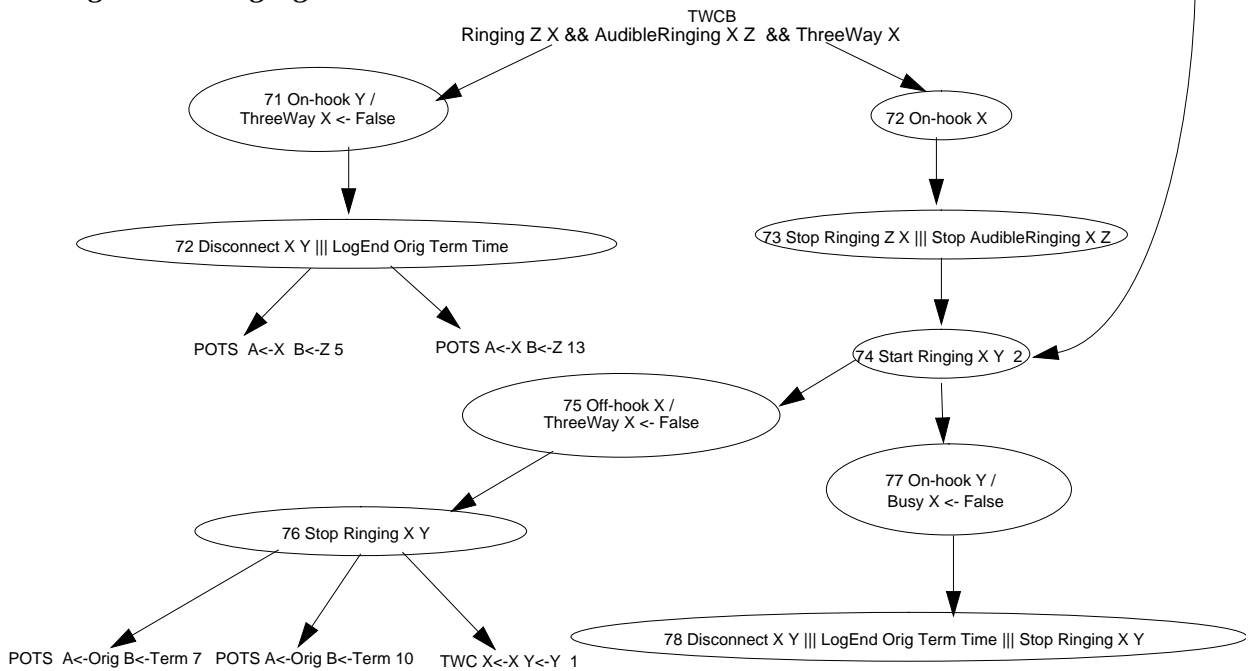 TWCB
Ringing Z X && AudibleRinging X Z && ThreeWay X
71 On-hook Y /
ThreeWay X <- False
72 On-hook X
72 Disconnect X Y ||| LogEnd Orig Term Time
73 Stop Ringing Z X ||| Stop AudibleRinging X Z
POTS A<-X B<-Z 5
POTS A<-X B<-Z 13
74 Start Ringing X Y 2
75 Off-hook X /
ThreeWay X <- False
77 On-hook Y /
Busy X <- False
76 Stop Ringing X Y
78 Disconnect X Y ||| LogEnd Orig Term Time ||| Stop Ringing X Y
POTS A<-Orig B<-Term 7
POTS A<-Orig B<-Term 10
TWC X<-X Y<-Y 1